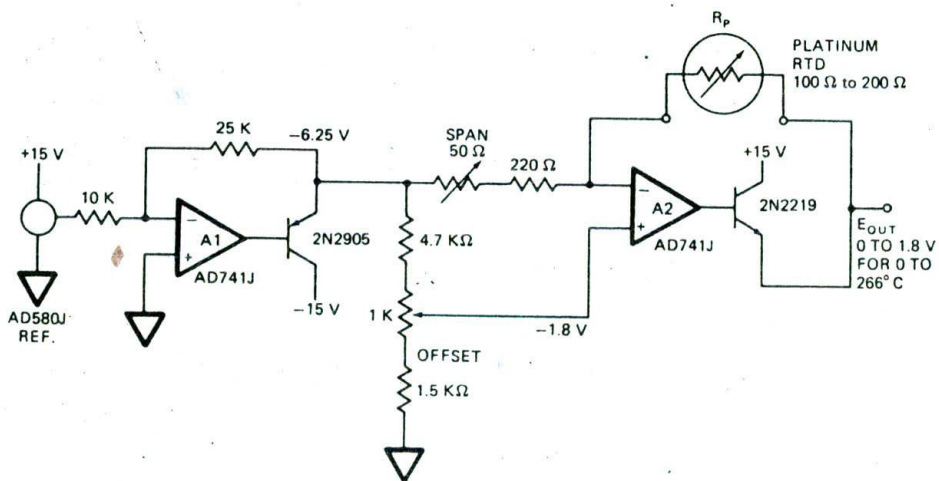 R_P
PLATINUM
RTD
100 Ω to 200 Ω
25 K
−6.25 V
SPAN
50 Ω
220 Ω
+15 V
+15 V
10 K
−
A1
+
AD741J
2N2905
−15 V
4.7 KΩ
−
A2
+
AD741J
2N2219
E_OUT
0 TO 1.8 V
FOR 0 TO
266° C
1 K
−1.8 V
OFFSET
1.5 KΩ
AD580J
REF.